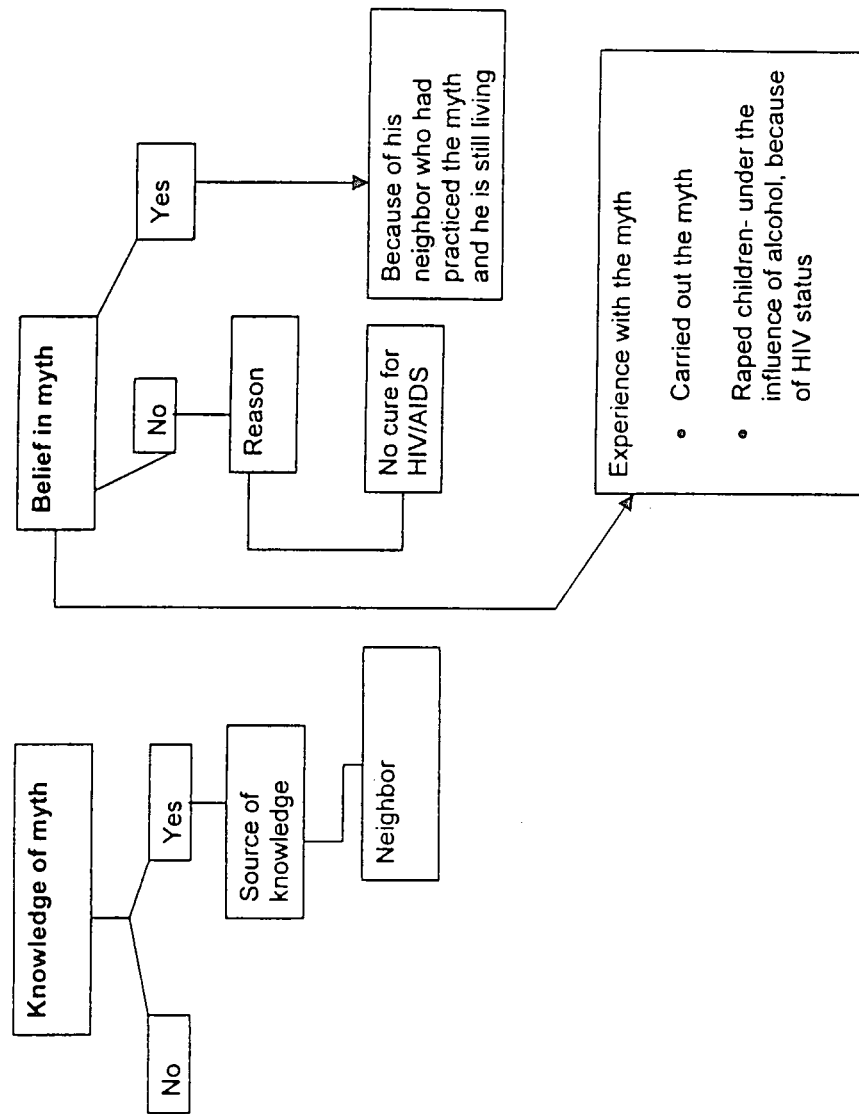 Knowledge of myth
No
Yes
Source of
knowledge
Neighbor
Belief in myth
No
Yes
Reason
No cure for
HIV/AIDS
Because of his
neighbor who had
practiced the myth
and he is still living
Experience with the myth
• Carried out the myth
• Raped children- under the
influence of alcohol, because
of HIV status